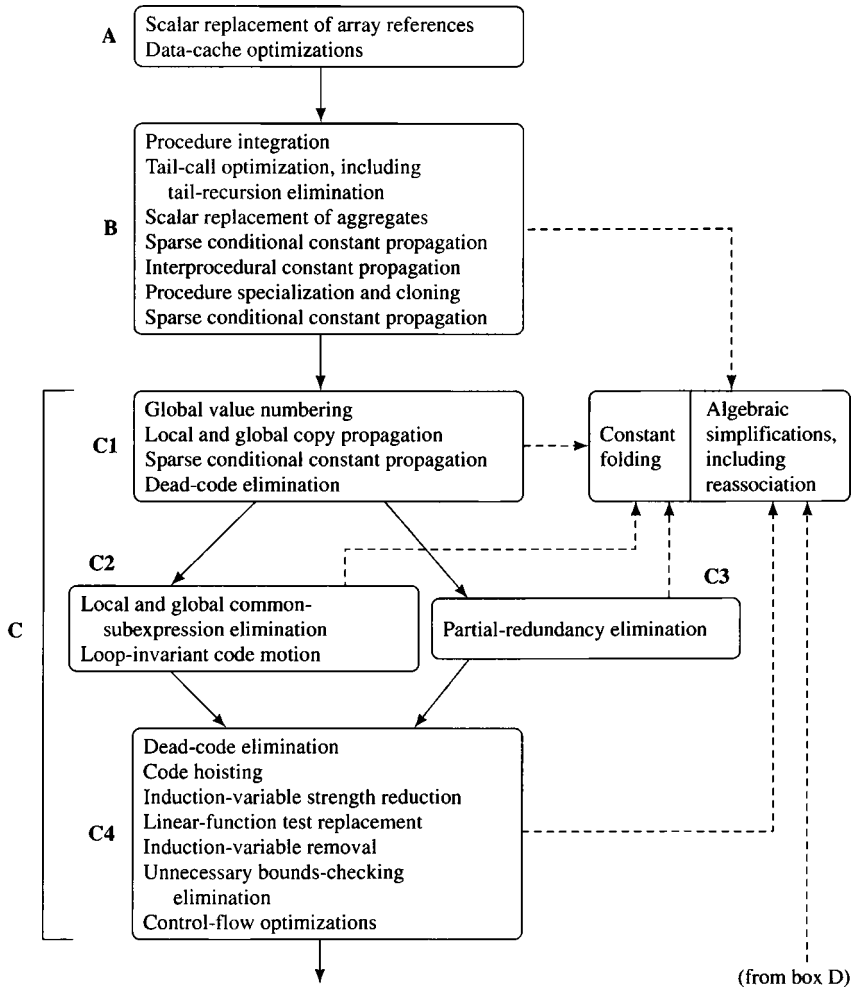 A
Scalar replacement of array references
Data-cache optimizations
B
Procedure integration
Tail-call optimization, including
tail-recursion elimination
Scalar replacement of aggregates
Sparse conditional constant propagation
Interprocedural constant propagation
Procedure specialization and cloning
Sparse conditional constant propagation
C
C1
Global value numbering
Local and global copy propagation
Sparse conditional constant propagation
Dead-code elimination
Constant
folding
Algebraic
simplifications,
including
reassociation
C2
Local and global common-
subexpression elimination
Loop-invariant code motion
C3
Partial-redundancy elimination
C4
Dead-code elimination
Code hoisting
Induction-variable strength reduction
Linear-function test replacement
Induction-variable removal
Unnecessary bounds-checking
elimination
Control-flow optimizations
(from box D)